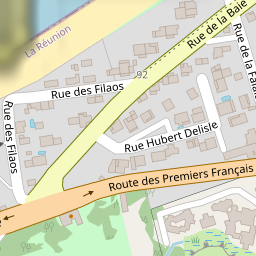 La Réunion
Rue de la Baie
92
Rue des Filaos
Rue de la Falaise
Rue des Filaos
Rue Hubert Delisle
Route des Premiers Français